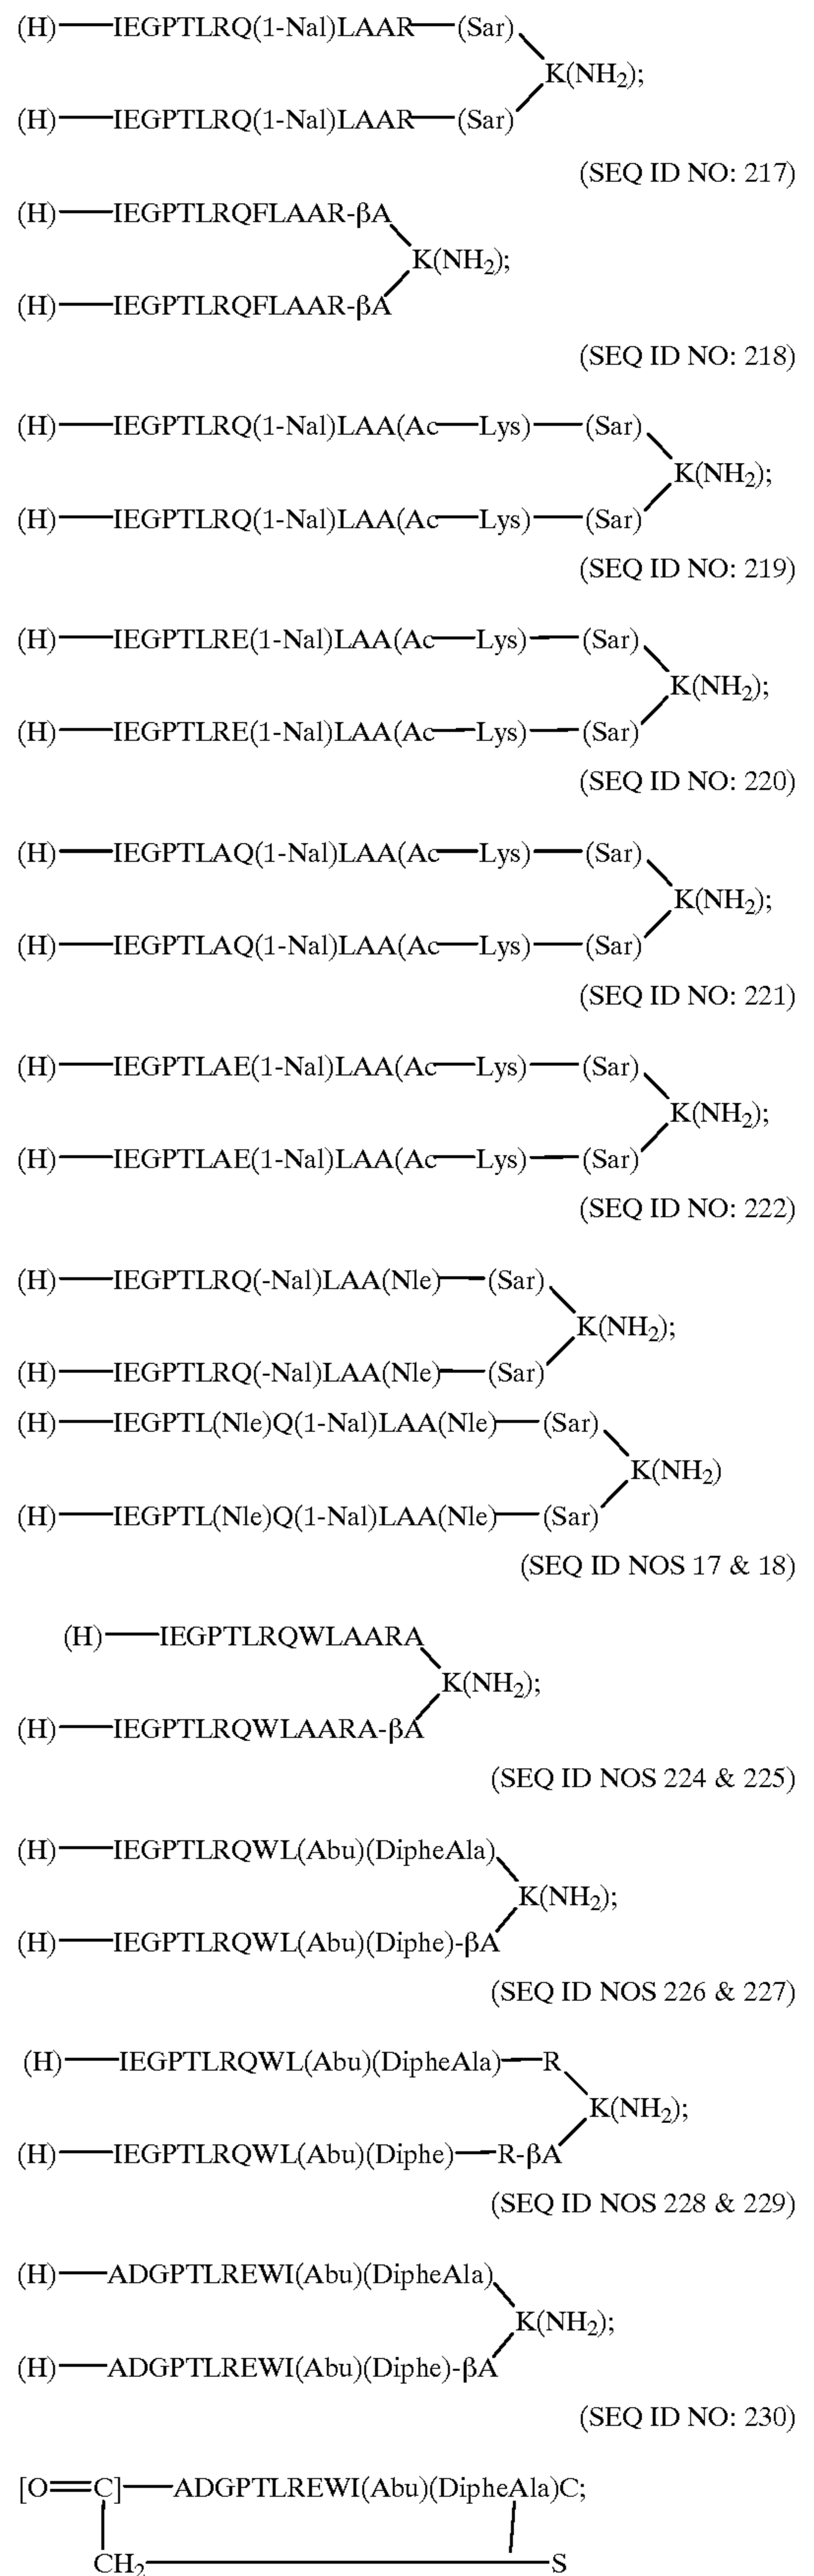 (H)—IEGPTLRQ(1-Nal)LAAR—(Sar)
K(NH₂);
(H)—IEGPTLRQ(1-Nal)LAAR—(Sar)
(SEQ ID NO: 217)
(H)—IEGPTLRQFLAAR-βA
K(NH₂);
(H)—IEGPTLRQFLAAR-βA
(SEQ ID NO: 218)
(H)—IEGPTLRQ(1-Nal)LAA(Ac—Lys)—(Sar)
K(NH₂);
(H)—IEGPTLRQ(1-Nal)LAA(Ac—Lys)—(Sar)
(SEQ ID NO: 219)
(H)—IEGPTLRE(1-Nal)LAA(Ac—Lys)—(Sar)
K(NH₂);
(H)—IEGPTLRE(1-Nal)LAA(Ac—Lys)—(Sar)
(SEQ ID NO: 220)
(H)—IEGPTLAQ(1-Nal)LAA(Ac—Lys)—(Sar)
K(NH₂);
(H)—IEGPTLAQ(1-Nal)LAA(Ac—Lys)—(Sar)
(SEQ ID NO: 221)
(H)—IEGPTLAE(1-Nal)LAA(Ac—Lys)—(Sar)
K(NH₂);
(H)—IEGPTLAE(1-Nal)LAA(Ac—Lys)—(Sar)
(SEQ ID NO: 222)
(H)—IEGPTLRQ(-Nal)LAA(Nle)—(Sar)
K(NH₂);
(H)—IEGPTLRQ(-Nal)LAA(Nle)—(Sar)
(H)—IEGPTL(Nle)Q(1-Nal)LAA(Nle)—(Sar)
K(NH₂)
(H)—IEGPTL(Nle)Q(1-Nal)LAA(Nle)—(Sar)
(SEQ ID NOS 17 & 18)
(H)—IEGPTLRQWLAARA
K(NH₂);
(H)—IEGPTLRQWLAARA-βA
(SEQ ID NOS 224 & 225)
(H)—IEGPTLRQWL(Abu)(DipheAla)
K(NH₂);
(H)—IEGPTLRQWL(Abu)(Diphe)-βA
(SEQ ID NOS 226 & 227)
(H)—IEGPTLRQWL(Abu)(DipheAla)—R
K(NH₂);
(H)—IEGPTLRQWL(Abu)(Diphe)—R-βA
(SEQ ID NOS 228 & 229)
(H)—ADGPTLREWI(Abu)(DipheAla)
K(NH₂);
(H)—ADGPTLREWI(Abu)(Diphe)-βA
(SEQ ID NO: 230)
[O=C]—ADGPTLREWI(Abu)(DipheAla)C;
CH₂—S